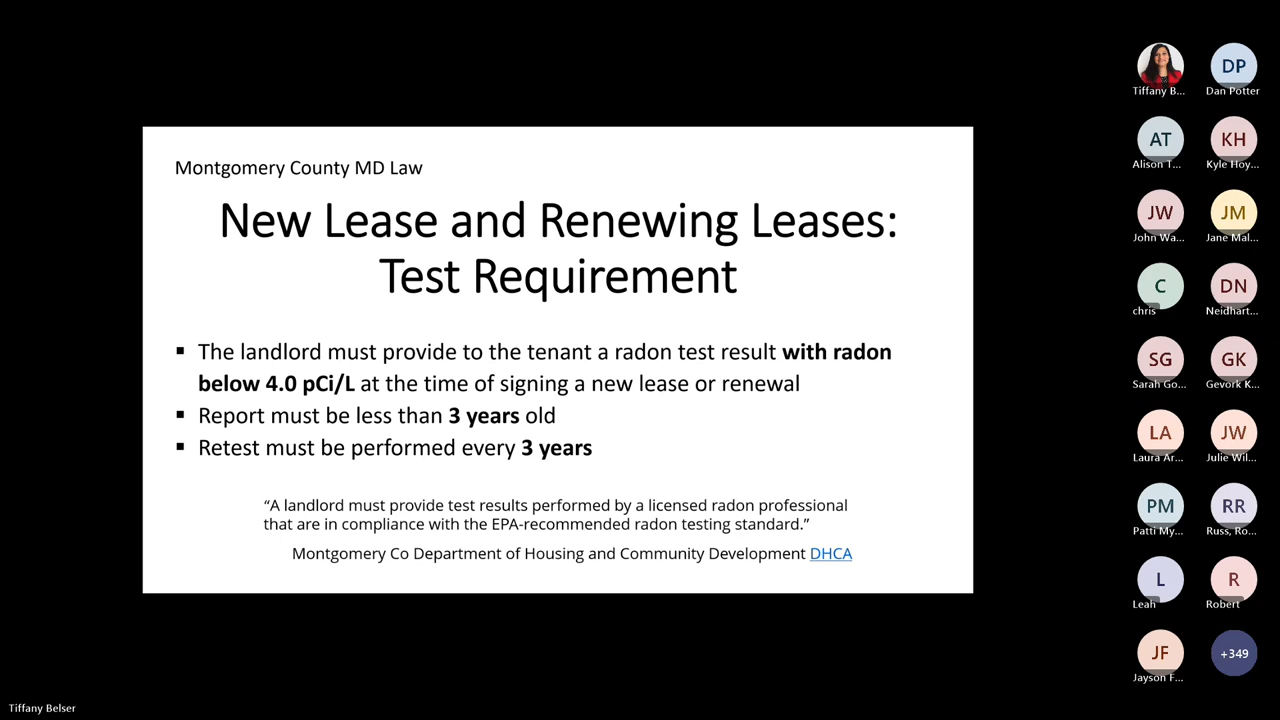 Montgomery County MD Law
New Lease and Renewing Leases:
Test Requirement
▪ The landlord must provide to the tenant a radon test result with radon
below 4.0 pCi/L at the time of signing a new lease or renewal
▪ Report must be less than 3 years old
▪ Retest must be performed every 3 years
“A landlord must provide test results performed by a licensed radon professional
that are in compliance with the EPA-recommended radon testing standard.”
Montgomery Co Department of Housing and Community Development DHCA
Tiffany B...
DP
Dan Potter
AT
Alison T...
KH
Kyle Hoy...
JW
John Wa...
JM
Jane Mal...
C
chris
DN
Neidhart...
SG
Sarah Go...
GK
Gevork K...
LA
Laura Ar...
JW
Julie Wil...
PM
Patti My...
RR
Russ, Ro...
L
Leah
R
Robert
JF
Jayson F...
+349
Tiffany Belser